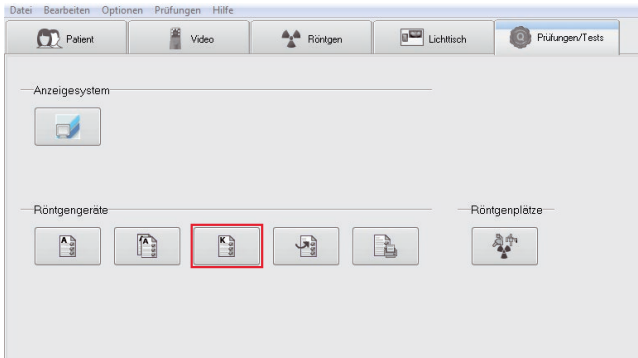 Datei Bearbeiten Optionen Prüfungen Hilfe
Patient Video Röntgen Lichttisch Prüfungen/Tests
Anzeigesystem
Röntgengeräte Röntgenplätze
A A K